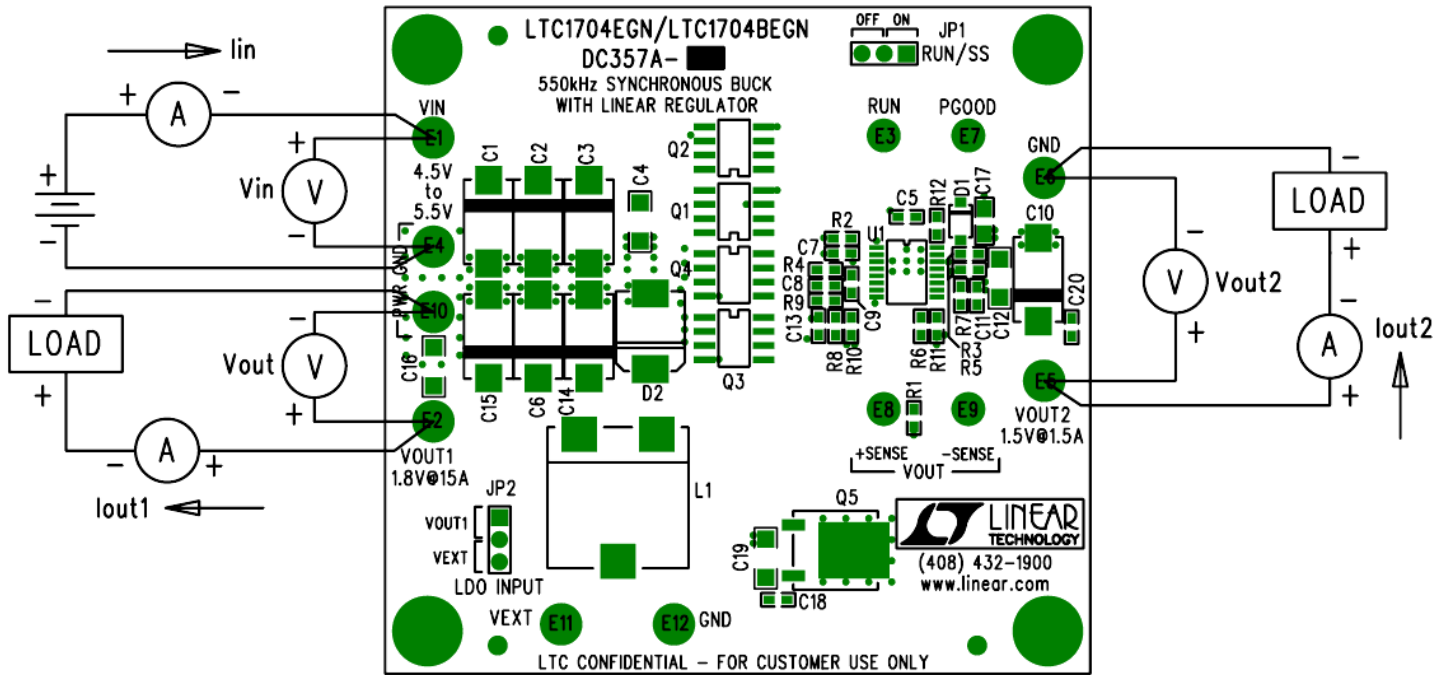 LTC1704EGN/LTC1704BEGN
DC357A-
550kHz SYNCHRONOUS BUCK
WITH LINEAR REGULATOR
OFF ON
JP1
RUN/SS
Iin
+ A -
VIN
E1
+
Vin
V
-
4.5V
to
5.5V
+
-
E4
GND
PWR
E10
-
LOAD
+
-
Vout
V
+
C16
E2
VOUT1
1.8V@15A
- A +
Iout1
C1
C2
C3
C4
Q2
Q1
Q4
Q3
C15
C6
C14
D2
L1
JP2
VOUT1
VEXT
LDO INPUT
VEXT
E11
E12
GND
RUN
E3
PGOOD
E7
GND
E6
C5
R12
D1
C17
C10
R2
U1
C7
R4
C8
R9
C13
R8
R10
C9
R6
R11
R3
R5
R7
C11
C12
C20
E8
R1
E9
+SENSE
-SENSE
VOUT
E5
VOUT2
1.5V@1.5A
-
V
Vout2
+
-
LOAD
+
-
A
+
Iout2
Q5
C19
C18
LINEAR
TECHNOLOGY
(408) 432-1900
www.linear.com
LTC CONFIDENTIAL - FOR CUSTOMER USE ONLY